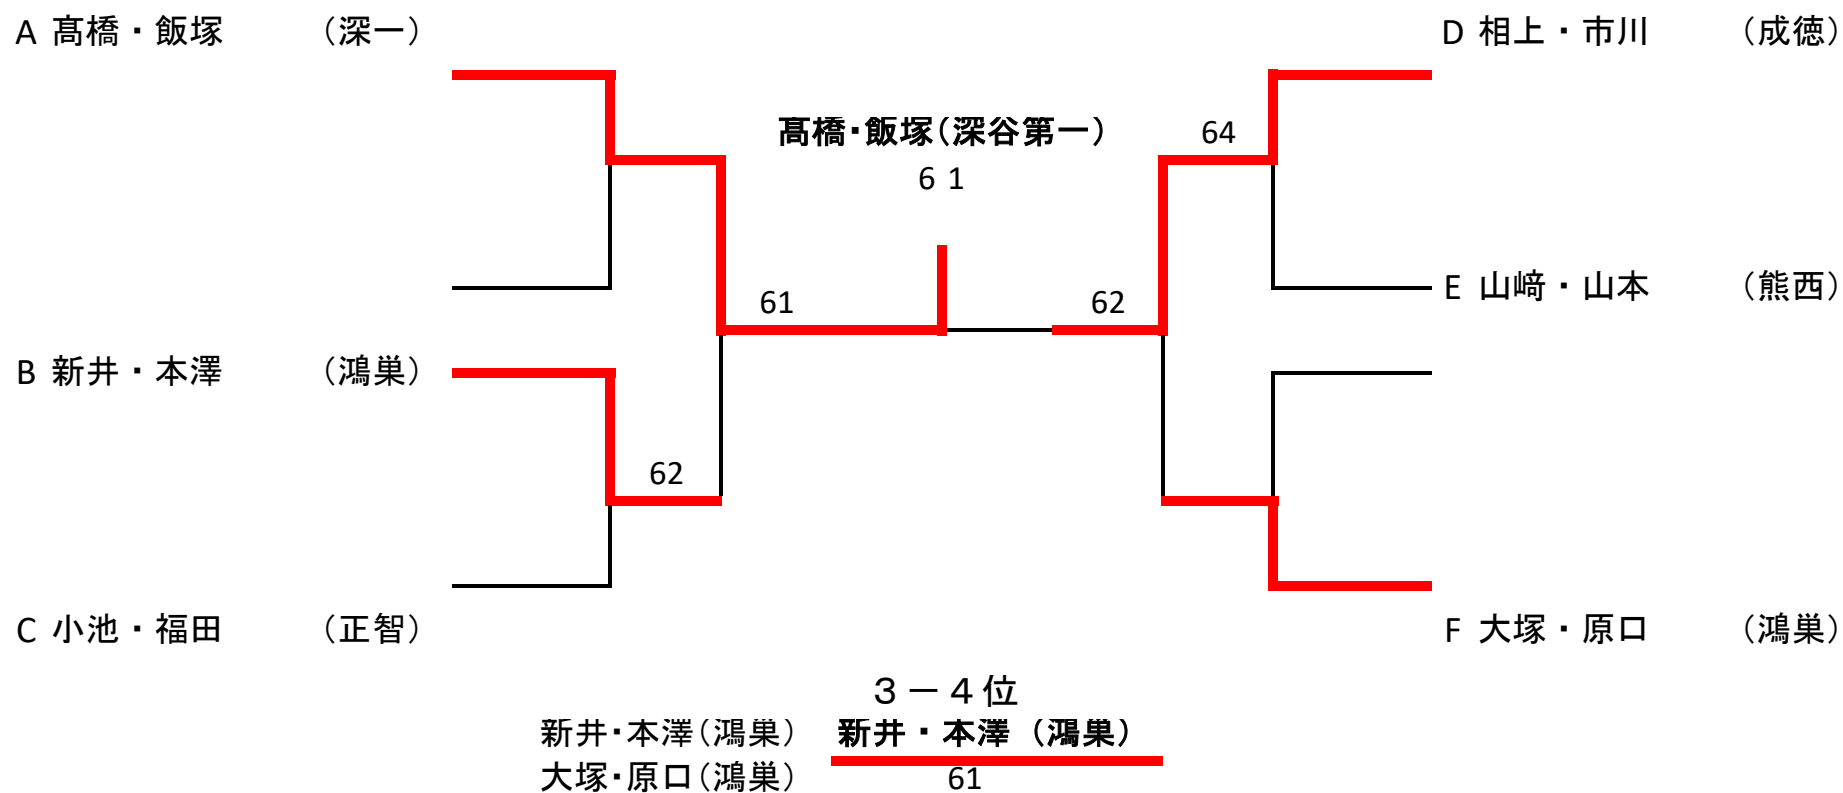 A 髙橋・飯塚 （深一）
D 相上・市川 （成徳）
髙橋・飯塚（深谷第一）
64
6 1
E 山﨑・山本 （熊西）
61
62
B 新井・本澤 （鴻巣）
62
C 小池・福田 （正智）
F 大塚・原口 （鴻巣）
３－４位
新井・本澤（鴻巣） 新井・本澤（鴻巣）
大塚・原口（鴻巣） 61